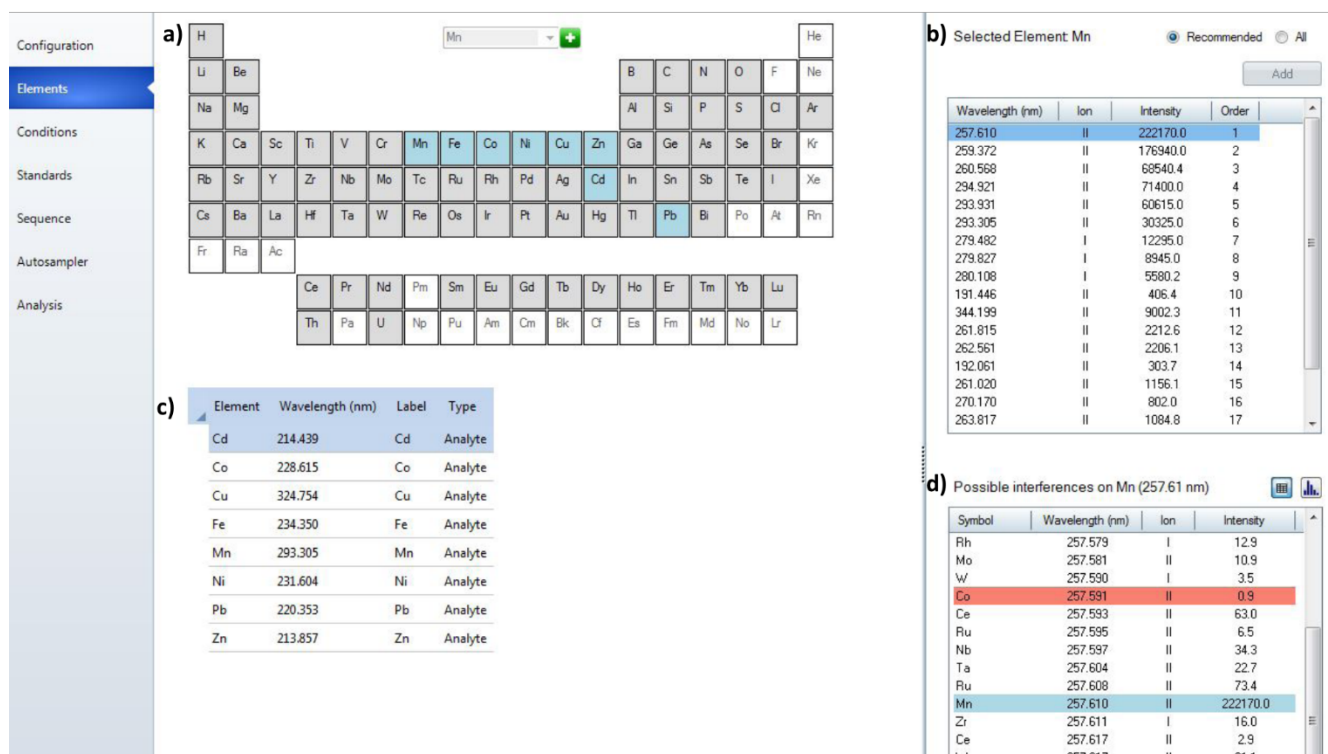 Configuration
Elements
Conditions
Standards
Sequence
Autosampler
Analysis
a)
Mn
H He
Li Be B C N O F Ne
Na Mg Al Si P S Cl Ar
K Ca Sc Ti V Cr Mn Fe Co Ni Cu Zn Ga Ge As Se Br Kr
Rb Sr Y Zr Nb Mo Tc Ru Rh Pd Ag Cd In Sn Sb Te I Xe
Cs Ba La Hf Ta W Re Os Ir Pt Au Hg Tl Pb Bi Po At Rn
Fr Ra Ac
Ce Pr Nd Pm Sm Eu Gd Tb Dy Ho Er Tm Yb Lu
Th Pa U Np Pu Am Cm Bk Cf Es Fm Md No Lr
b) Selected Element: Mn Recommended All
Add
Wavelength (nm) Ion Intensity Order
257.610 II 222170.0 1
259.372 II 176940.0 2
260.568 II 68540.4 3
294.921 II 71400.0 4
293.931 II 60615.0 5
293.305 II 30325.0 6
279.482 I 12295.0 7
279.827 I 8945.0 8
280.108 I 5580.2 9
191.446 II 406.4 10
344.199 II 9002.3 11
261.815 II 2212.6 12
262.561 II 2206.1 13
192.061 II 303.7 14
261.020 II 1156.1 15
270.170 II 802.0 16
263.817 II 1084.8 17
c) Element Wavelength (nm) Label Type
Cd 214.439 Cd Analyte
Co 228.615 Co Analyte
Cu 324.754 Cu Analyte
Fe 234.350 Fe Analyte
Mn 293.305 Mn Analyte
Ni 231.604 Ni Analyte
Pb 220.353 Pb Analyte
Zn 213.857 Zn Analyte
d) Possible interferences on Mn (257.61 nm)
Symbol Wavelength (nm) Ion Intensity
Rh 257.579 I 12.9
Mo 257.581 II 10.9
W 257.590 I 3.5
Co 257.591 II 0.9
Ce 257.593 II 63.0
Ru 257.595 II 6.5
Nb 257.597 II 34.3
Ta 257.604 II 22.7
Ru 257.608 II 73.4
Mn 257.610 II 222170.0
Zr 257.611 I 16.0
Ce 257.617 II 2.9